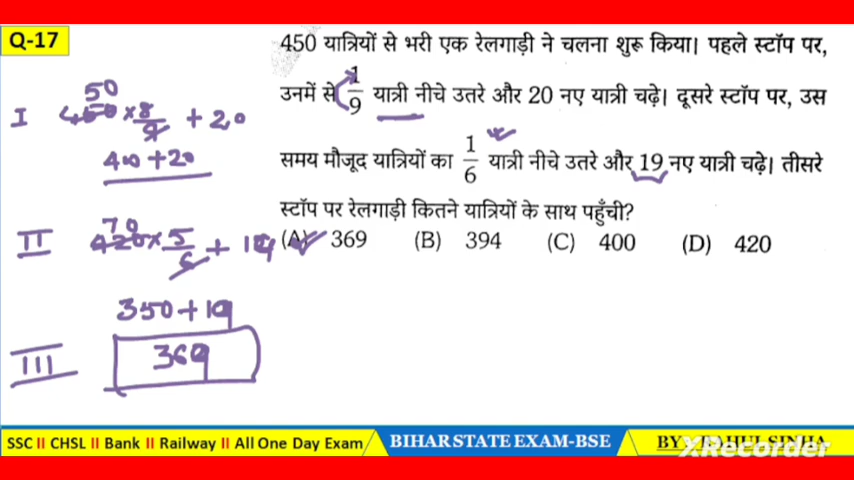 Q-17
450 यात्रियों से भरी एक रेलगाड़ी ने चलना शुरू किया। पहले स्टॉप पर,
उनमें से 1/9 यात्री नीचे उतरे और 20 नए यात्री चढ़े। दूसरे स्टॉप पर, उस
समय मौजूद यात्रियों का 1/6 यात्री नीचे उतरे और 19 नए यात्री चढ़े। तीसरे
स्टॉप पर रेलगाड़ी कितने यात्रियों के साथ पहुँची?
(A) 369 (B) 394 (C) 400 (D) 420
50
I 450 × 8/9 + 20
400 + 20
70
II 420 × 5/6 + 19
350 + 19
III 369
SSC II CHSL II Bank II Railway II All One Day Exam
BIHAR STATE EXAM-BSE
BY: RAHUL SINHA
XRecorder